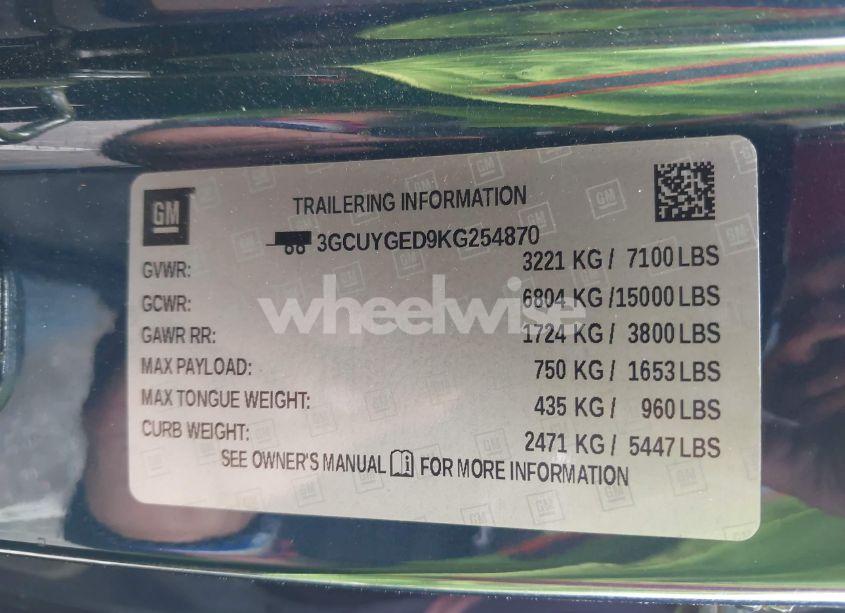 GM
TRAILERING INFORMATION
3GCUYGED9KG254870
GVWR: 3221 KG / 7100 LBS
GCWR: 6804 KG /15000 LBS
GAWR RR: 1724 KG / 3800 LBS
MAX PAYLOAD: 750 KG / 1653 LBS
MAX TONGUE WEIGHT: 435 KG / 960 LBS
CURB WEIGHT: 2471 KG / 5447 LBS
SEE OWNER'S MANUAL FOR MORE INFORMATION
wheelwise